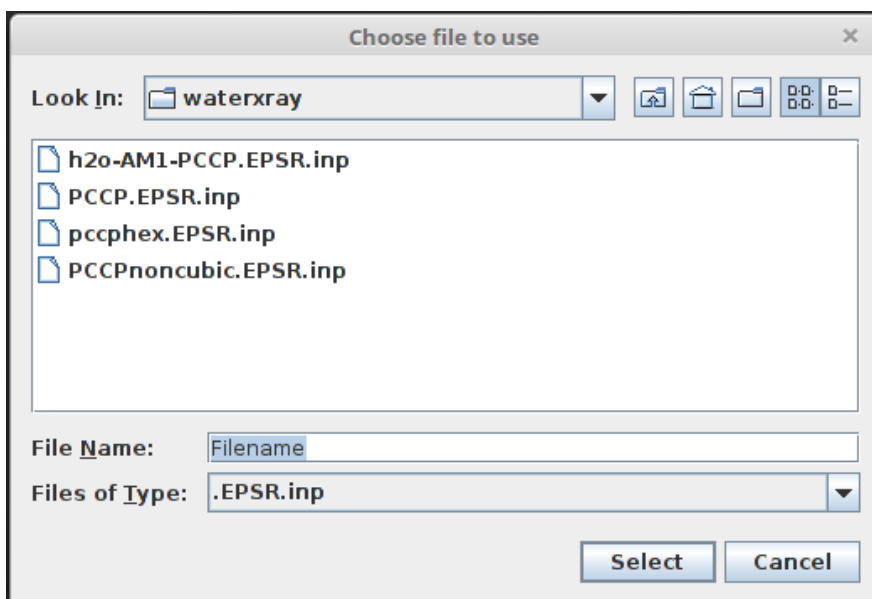 Choose file to use
Look In: waterxray
h2o-AM1-PCCP.EPSR.inp
PCCP.EPSR.inp
pccphex.EPSR.inp
PCCPnoncubic.EPSR.inp
File Name: Filename
Files of Type: .EPSR.inp
Select Cancel